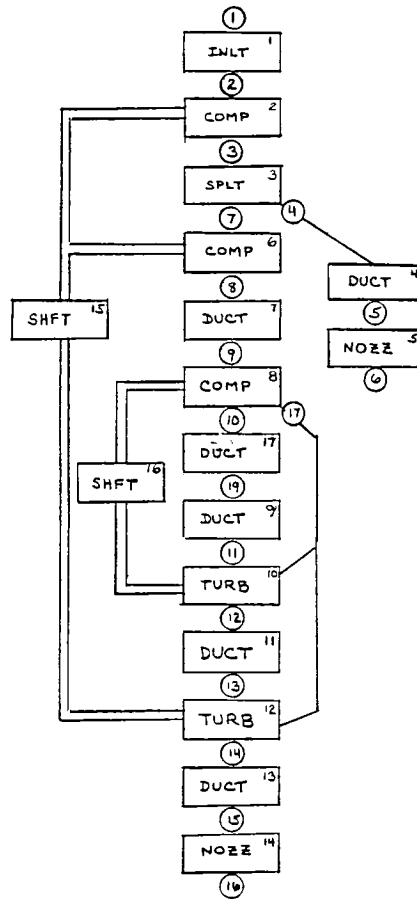 1
INLT 1
2
COMP 2
3
SPLT 3
4
7
COMP 6
DUCT 4
8
5
SHFT 15
DUCT 7
NOZZ 5
9
6
COMP 8
17
10
DUCT 17
SHFT 16
19
DUCT 9
11
TURB 10
12
DUCT 11
13
TURB 12
14
DUCT 13
15
NOZZ 14
16